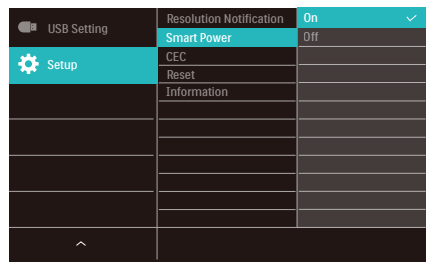 USB Setting
Setup
Resolution Notification
Smart Power
CEC
Reset
Information
On
Off